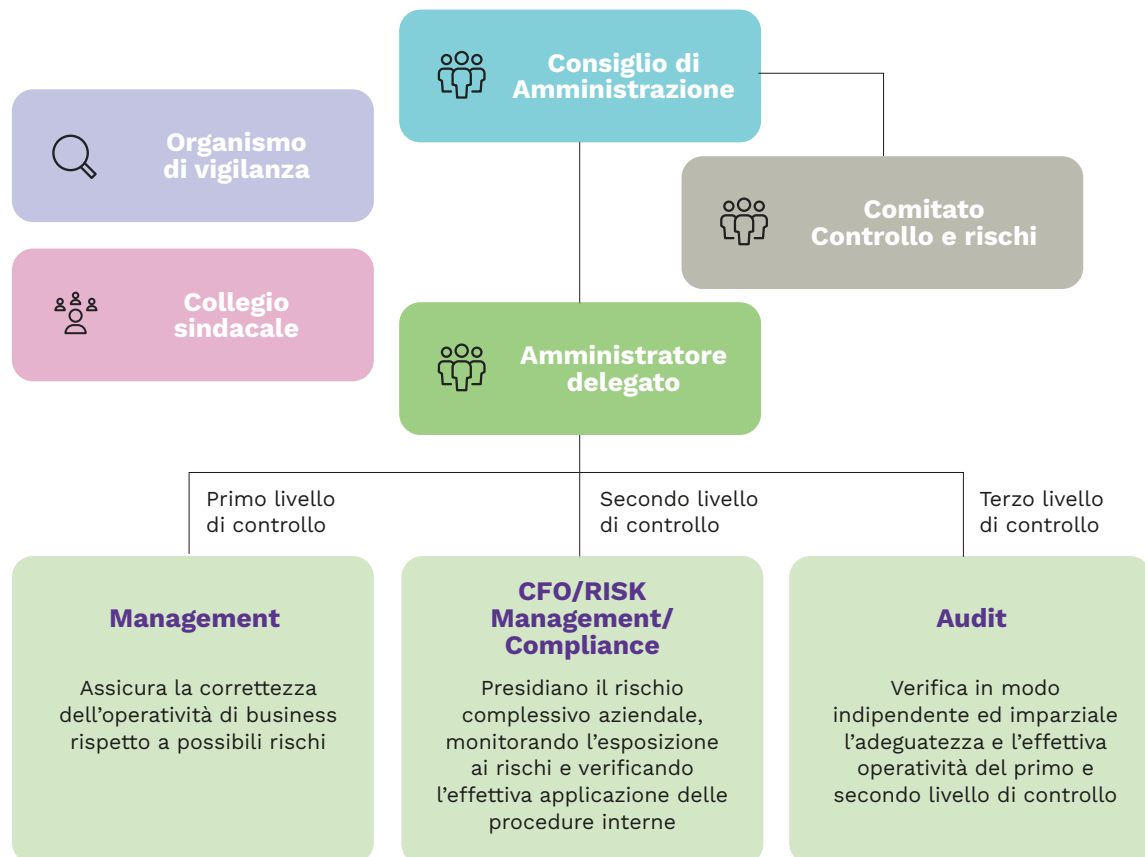 Consiglio di
Amministrazione
Organismo
di vigilanza
Comitato
Controllo e rischi
Collegio
sindacale
Amministratore
delegato
Primo livello
di controllo
Secondo livello
di controllo
Terzo livello
di controllo
Management
Assicura la correttezza
dell’operatività di business
rispetto a possibili rischi
CFO/RISK
Management/
Compliance
Presidiano il rischio
complessivo aziendale,
monitorando l’esposizione
ai rischi e verificando
l’effettiva applicazione delle
procedure interne
Audit
Verifica in modo
indipendente ed imparziale
l’adeguatezza e l’effettiva
operatività del primo e
secondo livello di controllo